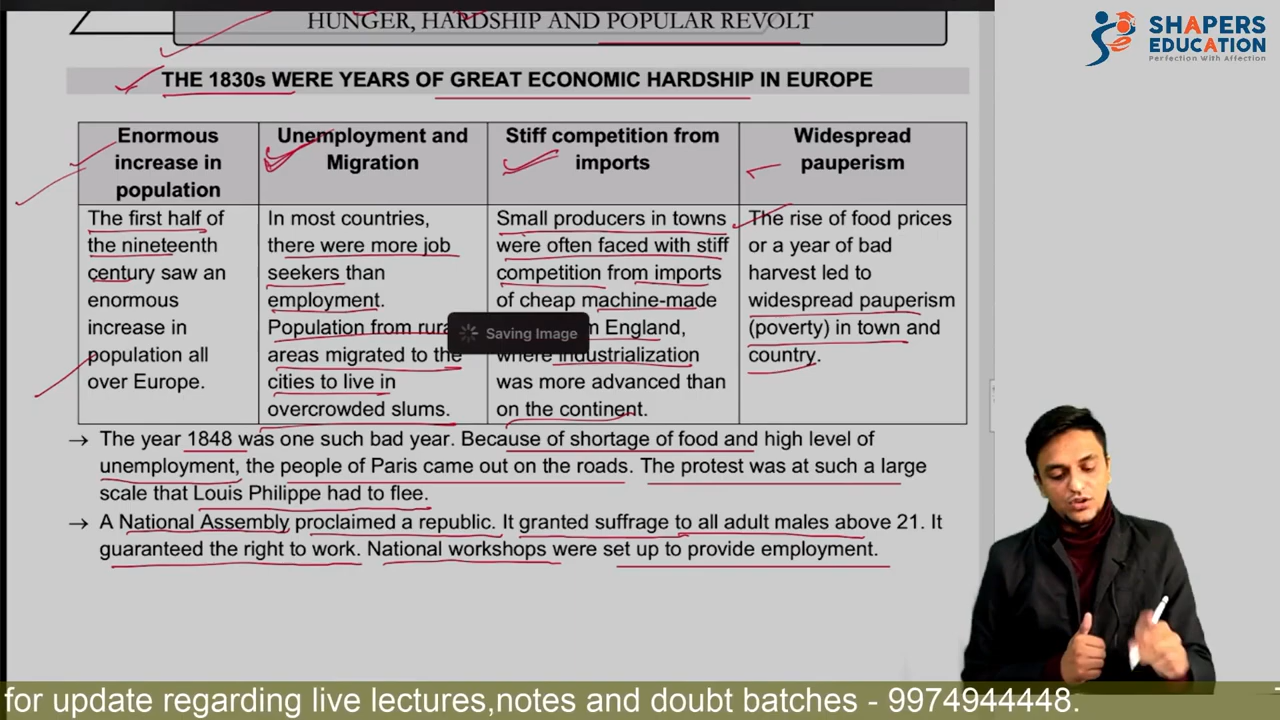 HUNGER, HARDSHIP AND POPULAR REVOLT
SHAPERS
EDUCATION
Perfection With Affection
THE 1830s WERE YEARS OF GREAT ECONOMIC HARDSHIP IN EUROPE
Enormous
increase in
population
Unemployment and
Migration
Stiff competition from
imports
Widespread
pauperism
The first half of
the nineteenth
century saw an
enormous
increase in
population all
over Europe.
In most countries,
there were more job
seekers than
employment.
Population from rura
areas migrated to the
cities to live in
overcrowded slums.
Small producers in towns
were often faced with stiff
competition from imports
of cheap machine-made
England,
where industrialization
was more advanced than
on the continent.
The rise of food prices
or a year of bad
harvest led to
widespread pauperism
(poverty) in town and
country.
Saving Image
→ The year 1848 was one such bad year. Because of shortage of food and high level of
unemployment, the people of Paris came out on the roads. The protest was at such a large
scale that Louis Philippe had to flee.
→ A National Assembly proclaimed a republic. It granted suffrage to all adult males above 21. It
guaranteed the right to work. National workshops were set up to provide employment.
for update regarding live lectures,notes and doubt batches - 9974944448.